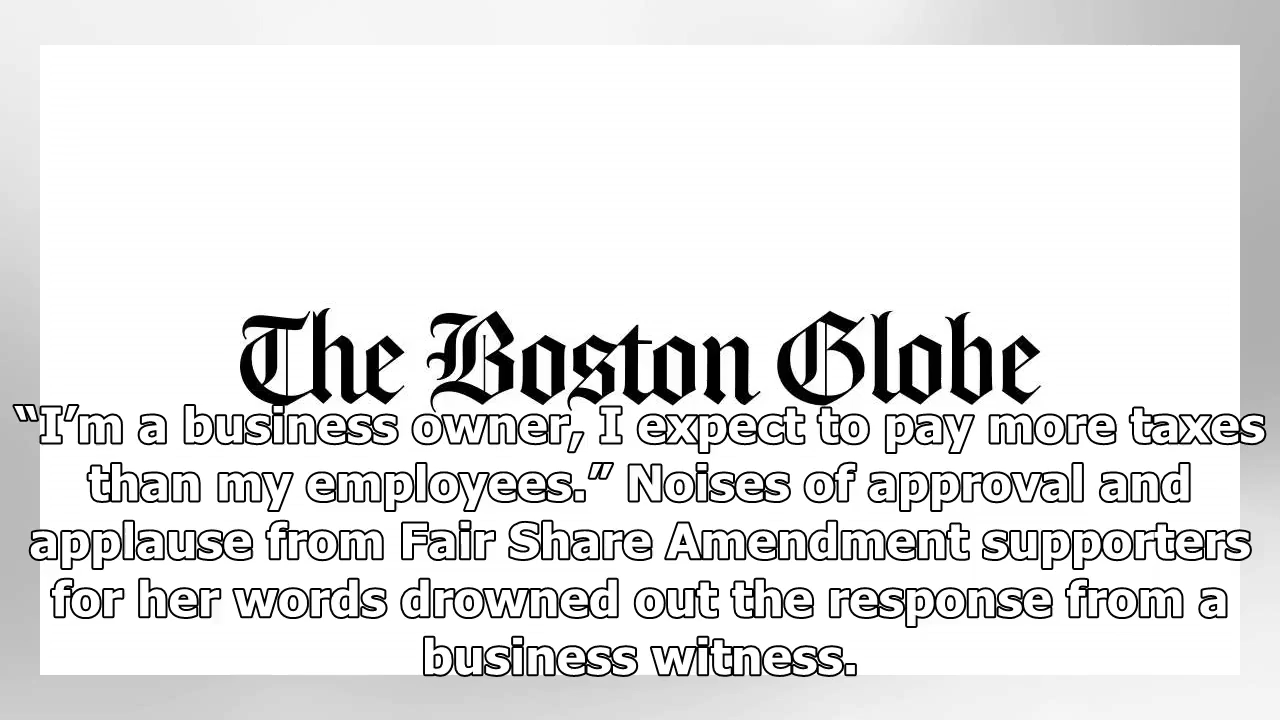 The Boston Globe
“I’m a business owner, I expect to pay more taxes
than my employees.” Noises of approval and
applause from Fair Share Amendment supporters
for her words drowned out the response from a
business witness.